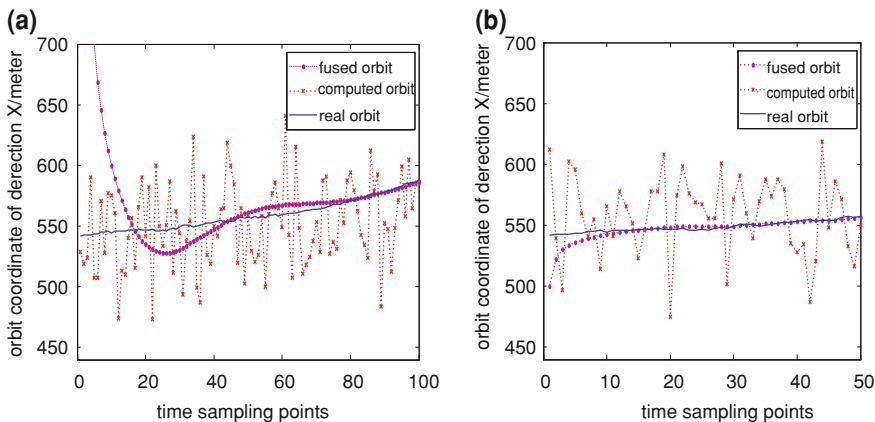 (a)
700
650
600
550
500
450
0
20
40
60
80
100
orbit coordinate of derection X/meter
time sampling points
fused orbit
computed orbit
real orbit
(b)
700
650
600
550
500
450
0
10
20
30
40
50
orbit coordinate of derection X/meter
time sampling points
fused orbit
computed orbit
real orbit